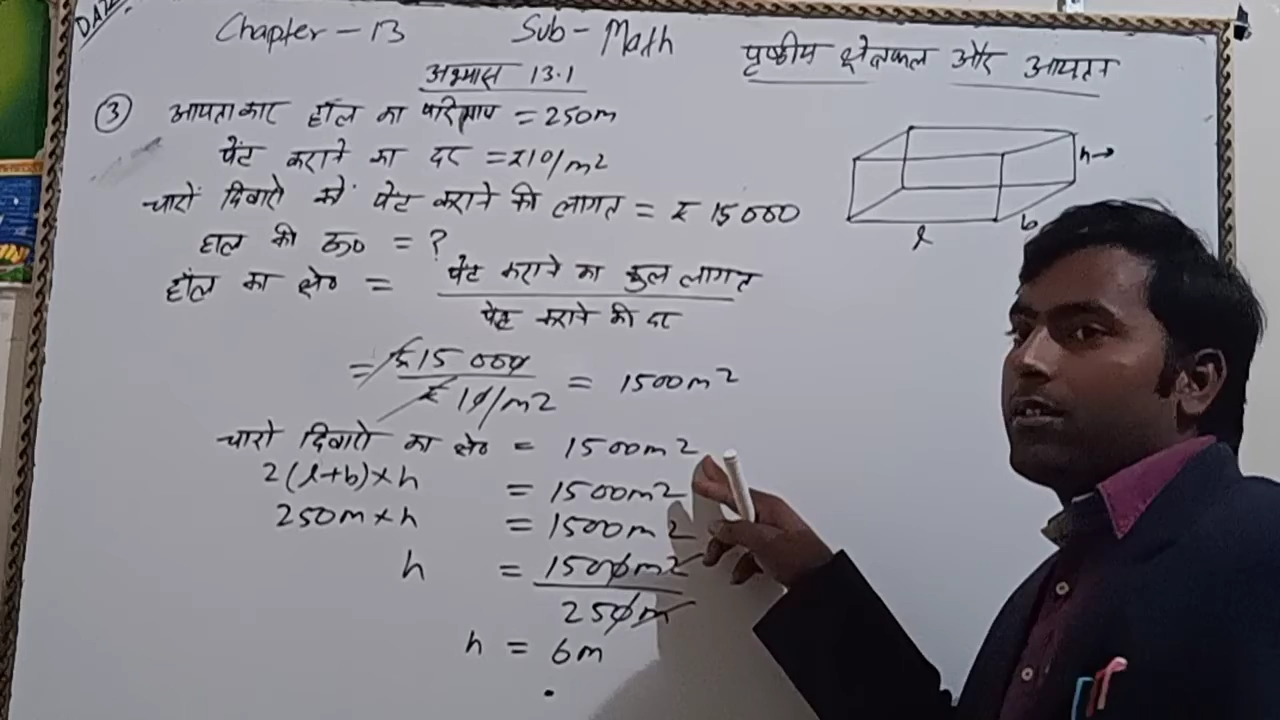 Chapter - 13 Sub - Math
पृष्ठीय क्षेत्रफल और आयतन
अभ्यास 13.1
③ आयताकार हॉल का परिमाप = 250m
पेंट कराने का दर = ₹10/m2
चारों दिवारो को पेंट कराने की लागत = ₹ 15000
हाल की ऊ० = ?
हॉल का क्षे० = पेंट कराने का कुल लागत
पेंट कराने की दर
= ₹15000
₹10/m2
= 1500m2
चारो दिवारो का क्षे० = 1500m2
2(l+b)×h = 1500m2
250m×h = 1500m2
h = 1500m2
250m
h = 6m
h
b
l